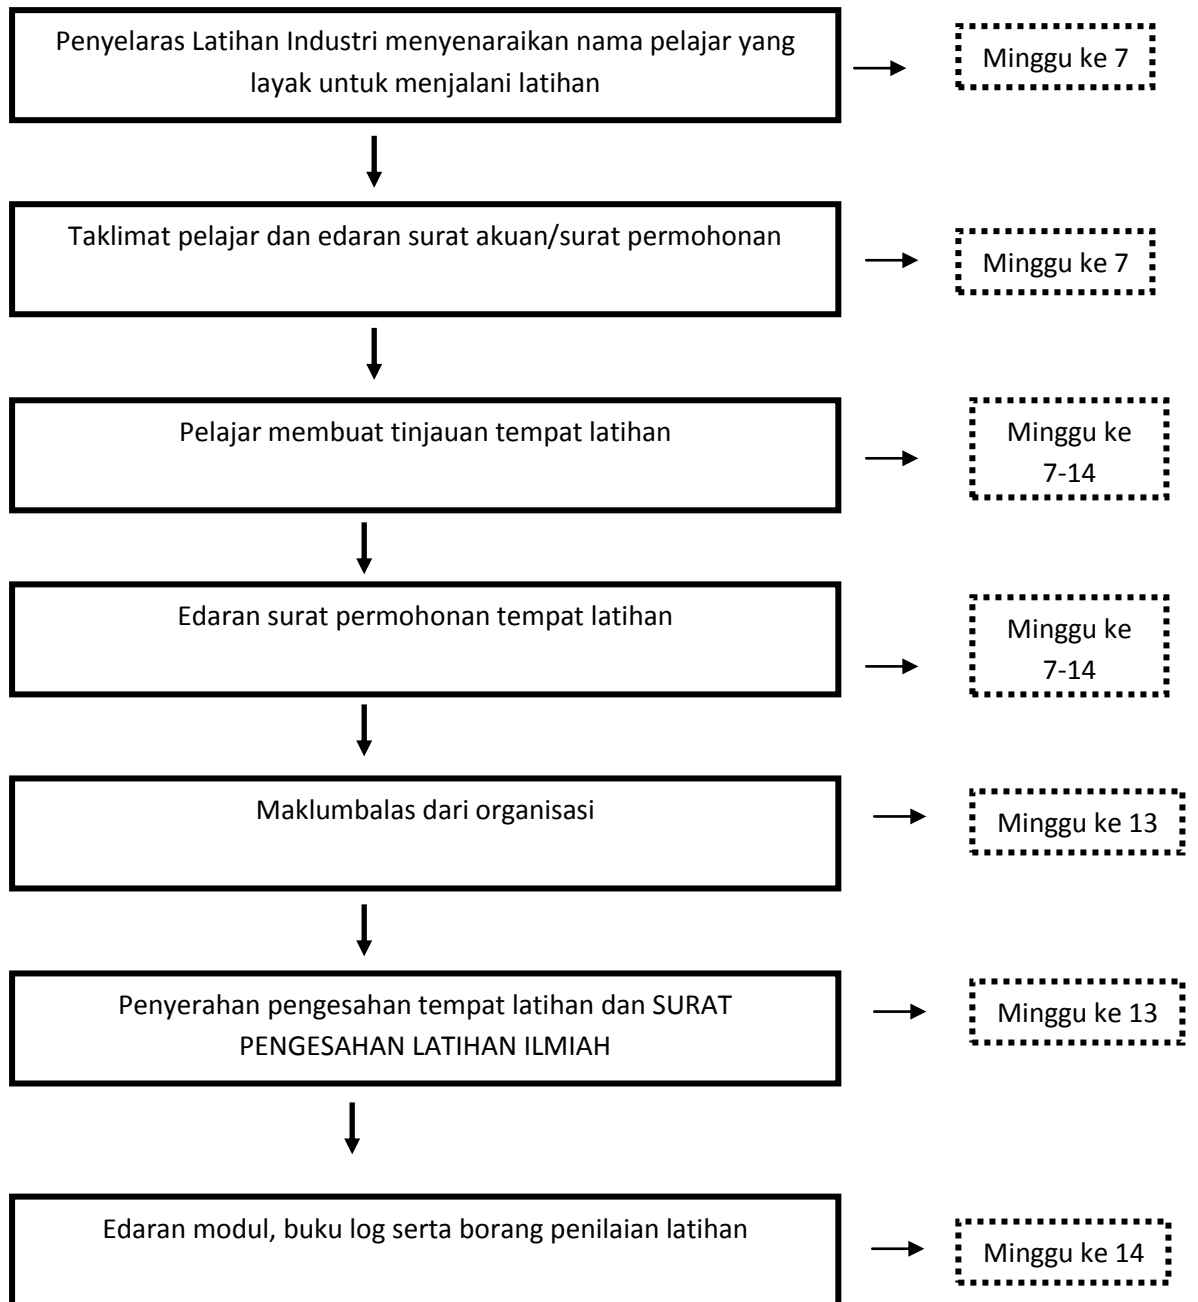 Penyelaras Latihan Industri menyenaraikan nama pelajar yang
layak untuk menjalani latihan
Minggu ke 7
Taklimat pelajar dan edaran surat akuan/surat permohonan
Minggu ke 7
Pelajar membuat tinjauan tempat latihan
Minggu ke
7-14
Edaran surat permohonan tempat latihan
Minggu ke
7-14
Maklumbalas dari organisasi
Minggu ke 13
Penyerahan pengesahan tempat latihan dan SURAT
PENGESAHAN LATIHAN ILMIAH
Minggu ke 13
Edaran modul, buku log serta borang penilaian latihan
Minggu ke 14